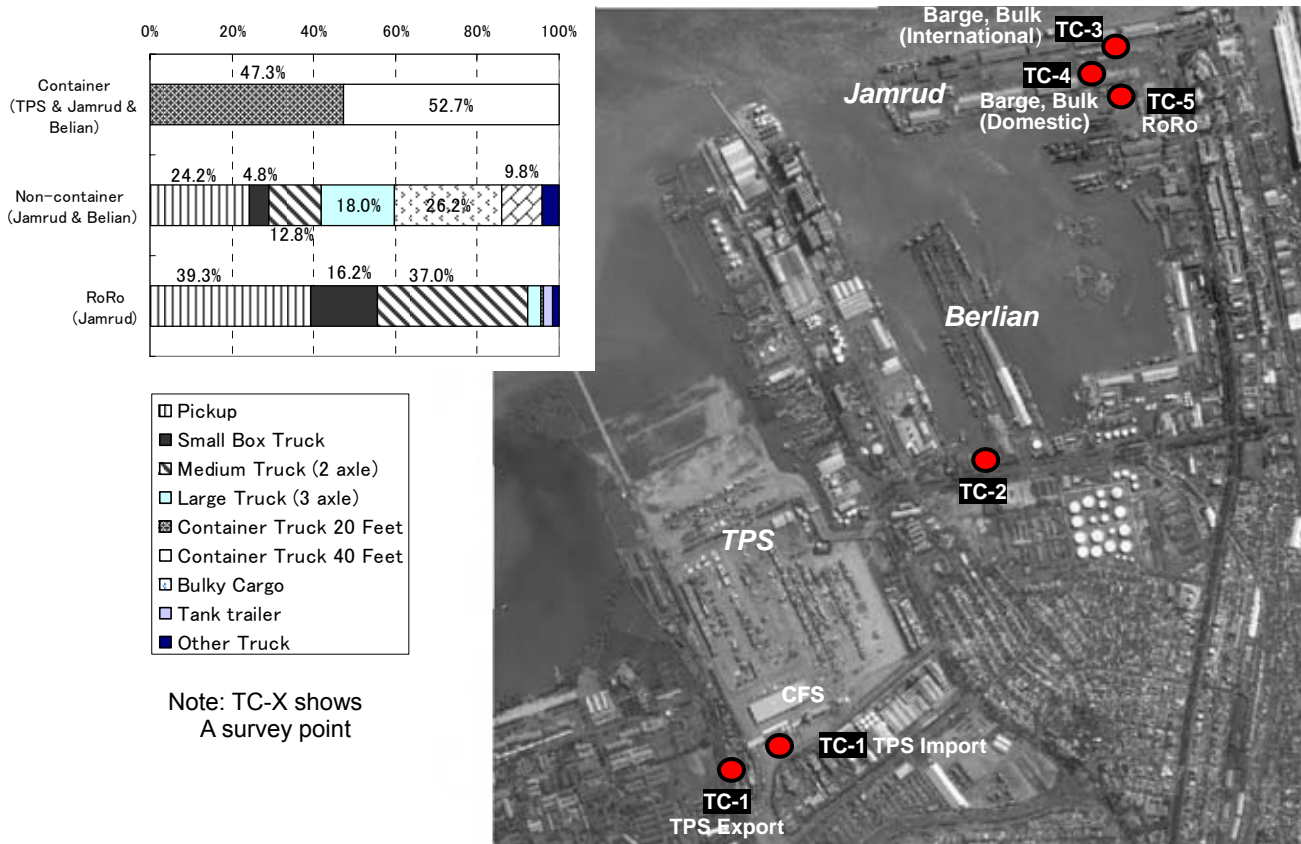 0% 20% 40% 60% 80% 100%
Container
(TPS & Jamrud &
Belian)
47.3%
52.7%
Non-container
(Jamrud & Belian)
24.2%
4.8%
12.8%
18.0%
26.2%
9.8%
RoRo
(Jamrud)
39.3%
16.2%
37.0%
Pickup
Small Box Truck
Medium Truck (2 axle)
Large Truck (3 axle)
Container Truck 20 Feet
Container Truck 40 Feet
Bulky Cargo
Tank trailer
Other Truck
Note: TC-X shows
A survey point
Barge, Bulk
(International)
TC-3
TC-4
Jamrud
Barge, Bulk
(Domestic)
TC-5
RoRo
Berlian
TC-2
TPS
CFS
TC-1 TPS Import
TC-1
TPS Export